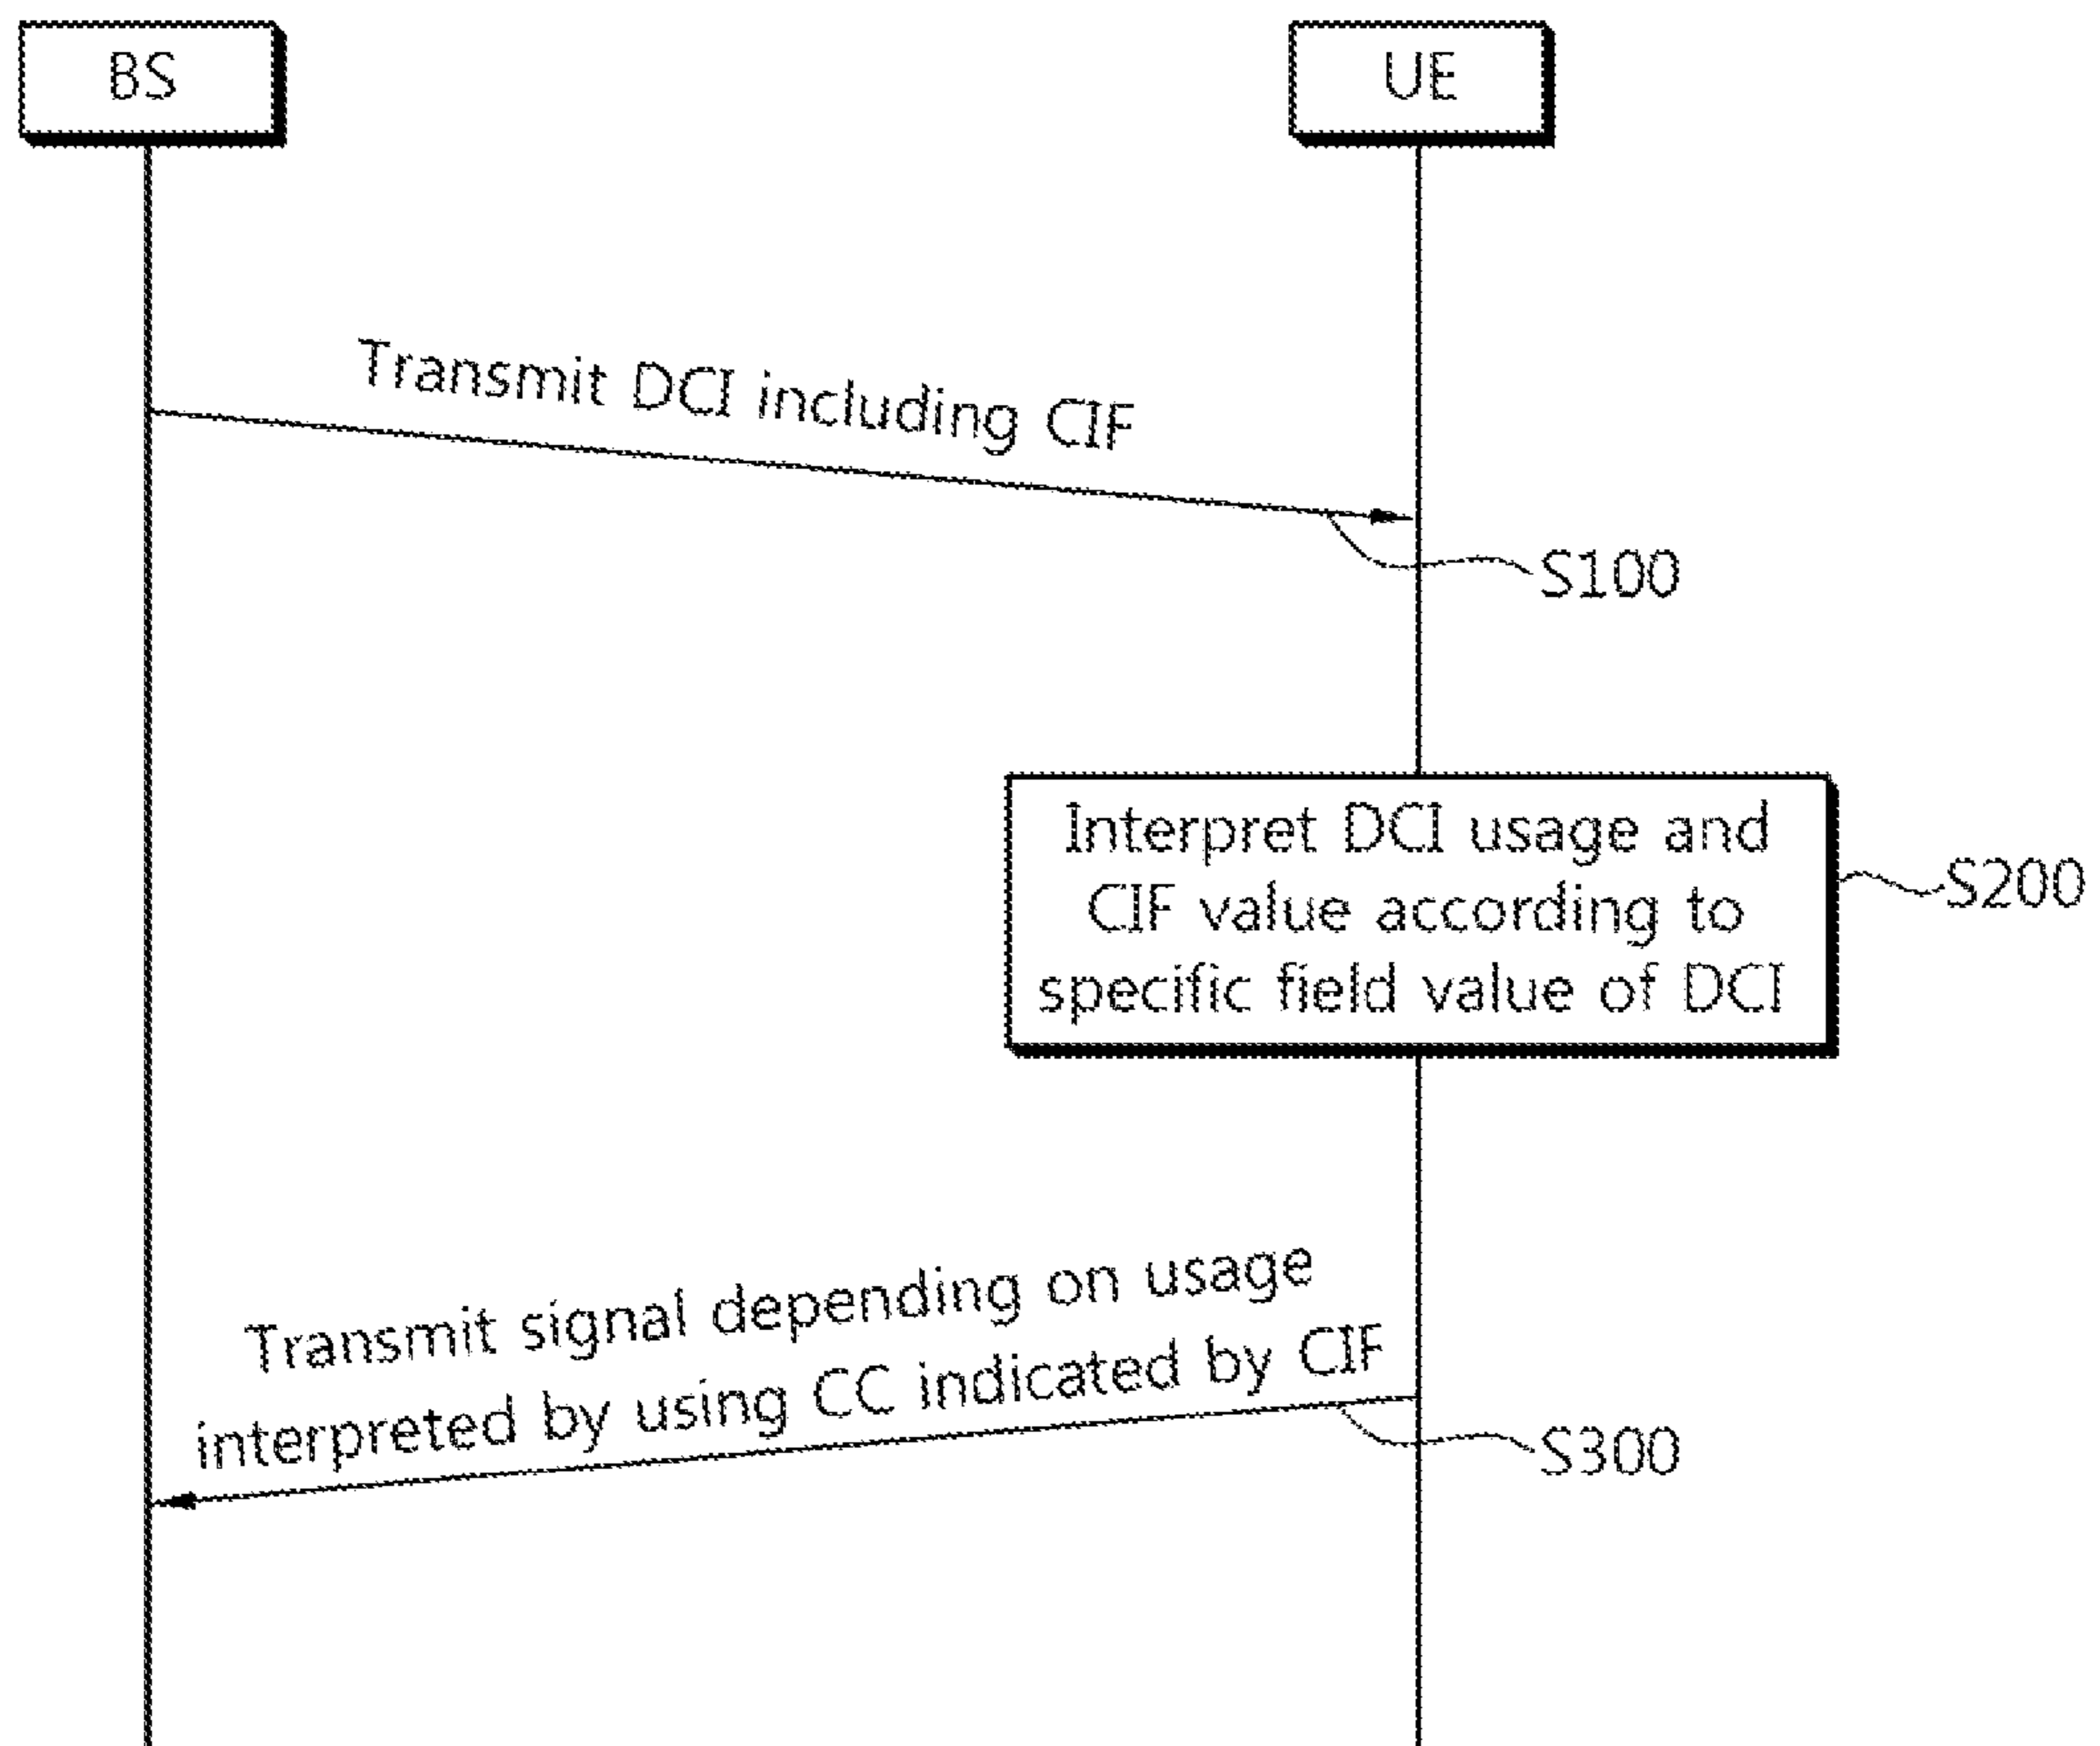 BS
UE
Transmit DCI including CIF
S100
Interpret DCI usage and
CIF value according to
specific field value of DCI
S200
Transmit signal depending on usage
interpreted by using CC indicated by CIF
S300